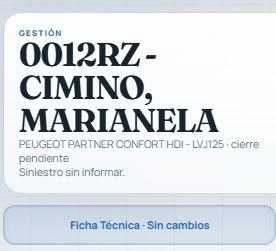 GESTIÓN
0012RZ -
CIMINO,
MARIANELA
PEUGEOT PARTNER CONFORT HDI - LVJ125 · cierre
pendiente
Siniestro sin informar.
Ficha Técnica · Sin cambios